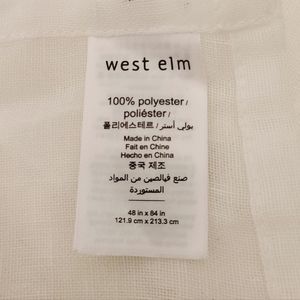 west elm
100% polyester /
poliéster /
폴리에스테르 / بولي أستر
Made in China
Fait en Chine
Hecho en China
중국 제조
صنع فيالصين من المواد
المستوردة
48 in x 84 in
121.9 cm x 213.3 cm